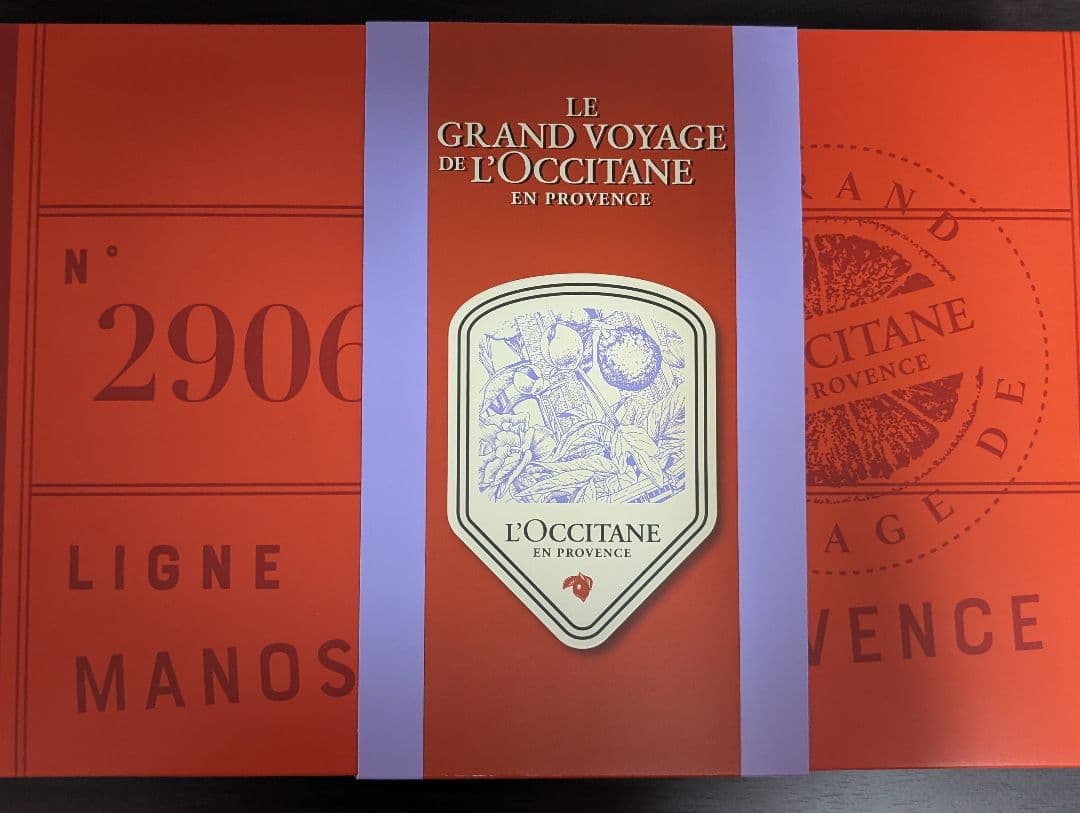 LE
GRAND VOYAGE
DE L'OCCITANE
EN PROVENCE
N°
2906
LIGNE
MANOS
L'OCCITANE
EN PROVENCE
RAND
CITANE
PROVENCE
AGE DE
VENCE